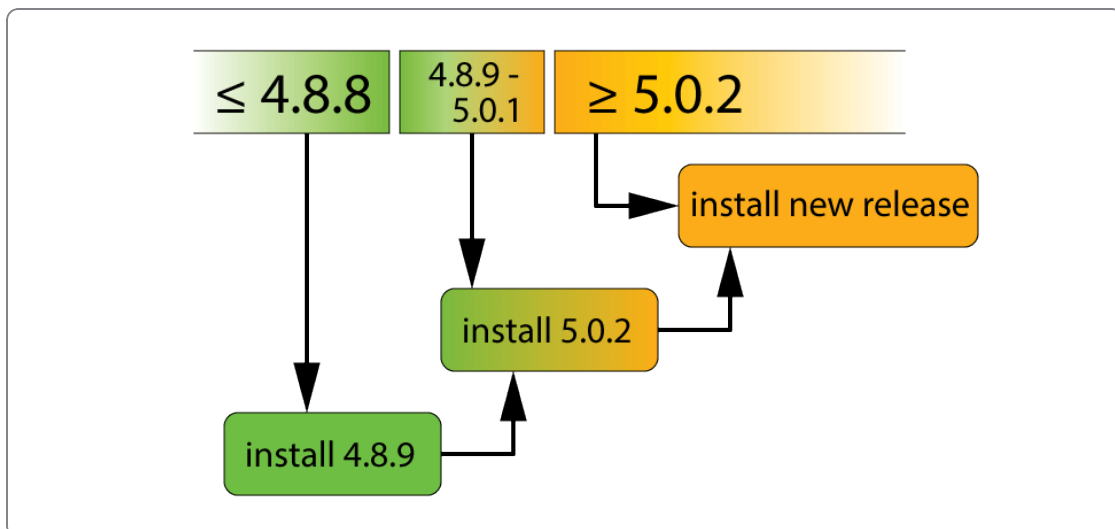 ≤ 4.8.8
4.8.9 -
5.0.1
≥ 5.0.2
install new release
install 5.0.2
install 4.8.9